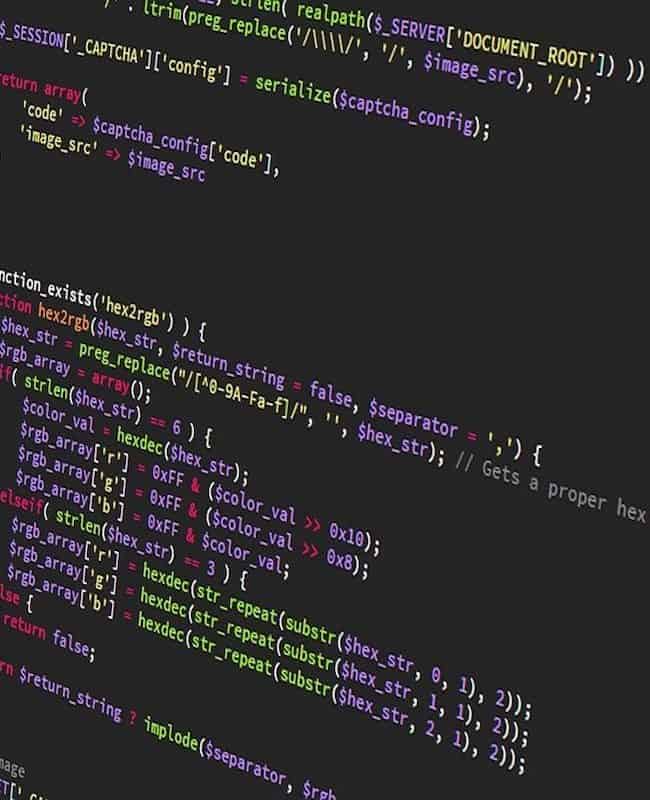 strlen( realpath($_SERVER['DOCUMENT_ROOT']) ))
. ltrim(preg_replace('/\\\\/', '/', $image_src), '/');
$_SESSION['_CAPTCHA']['config'] = serialize($captcha_config);
return array(
'code' => $captcha_config['code'],
'image_src' => $image_src
nction_exists('hex2rgb') ) {
ction hex2rgb($hex_str, $return_string = false, $separator = ',') {
$hex_str = preg_replace("/[^0-9A-Fa-f]/", '', $hex_str); // Gets a proper hex
$rgb_array = array();
if( strlen($hex_str) == 6 ) {
$color_val = hexdec($hex_str);
$rgb_array['r'] = 0xFF & ($color_val >> 0x10);
$rgb_array['g'] = 0xFF & ($color_val >> 0x8);
$rgb_array['b'] = 0xFF & $color_val;
elseif( strlen($hex_str) == 3 ) {
$rgb_array['r'] = hexdec(str_repeat(substr($hex_str, 0, 1), 2));
$rgb_array['g'] = hexdec(str_repeat(substr($hex_str, 1, 1), 2));
$rgb_array['b'] = hexdec(str_repeat(substr($hex_str, 2, 1), 2));
lse {
return false;
rn $return_string ? implode($separator, $rgb
mage